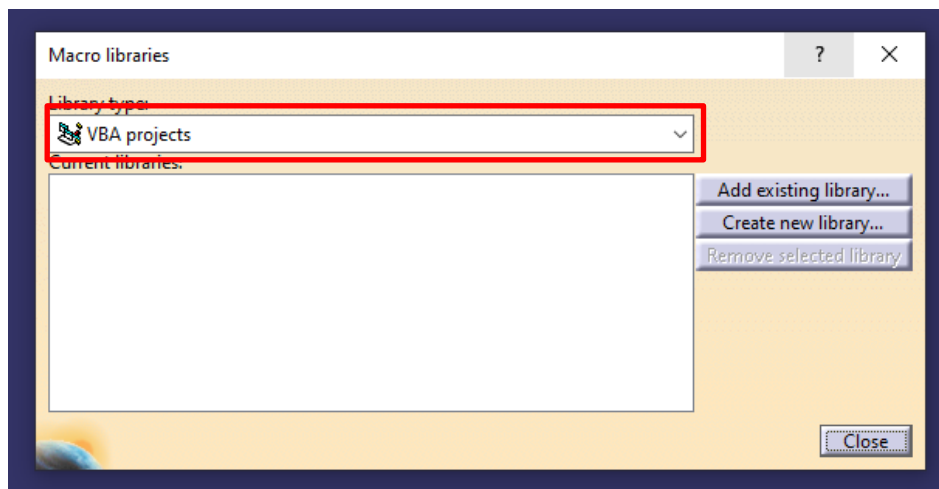 Macro libraries
?
Library type:
VBA projects
Current libraries:
Add existing library...
Create new library...
Remove selected library
Close